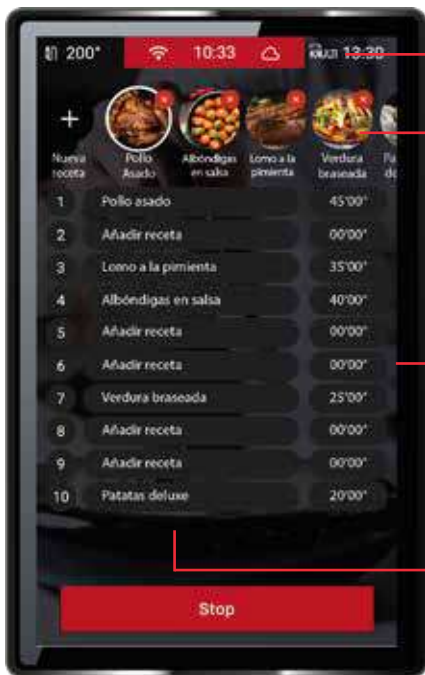 200°
10:33
13:30
Nueva receta
Pollo Asado
Albóndigas en salsa
Lomo a la pimienta
Verdura braseada
1 Pollo asado 45'00"
2 Añadir receta 00'00"
3 Lomo a la pimienta 35'00"
4 Albóndigas en salsa 40'00"
5 Añadir receta 00'00"
6 Añadir receta 00'00"
7 Verdura braseada 25'00"
8 Añadir receta 00'00"
9 Añadir receta 00'00"
10 Patatas deluxe 20'00"
Stop